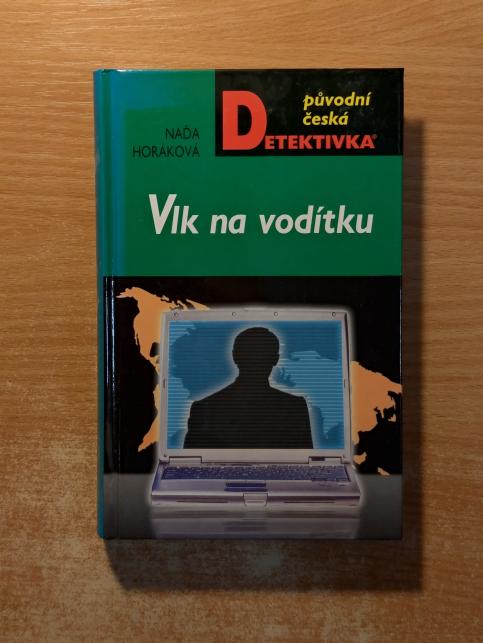 NAĎA
HORÁKOVÁ
původní
česká
DETEKTIVKA®
Vlk na vodítku